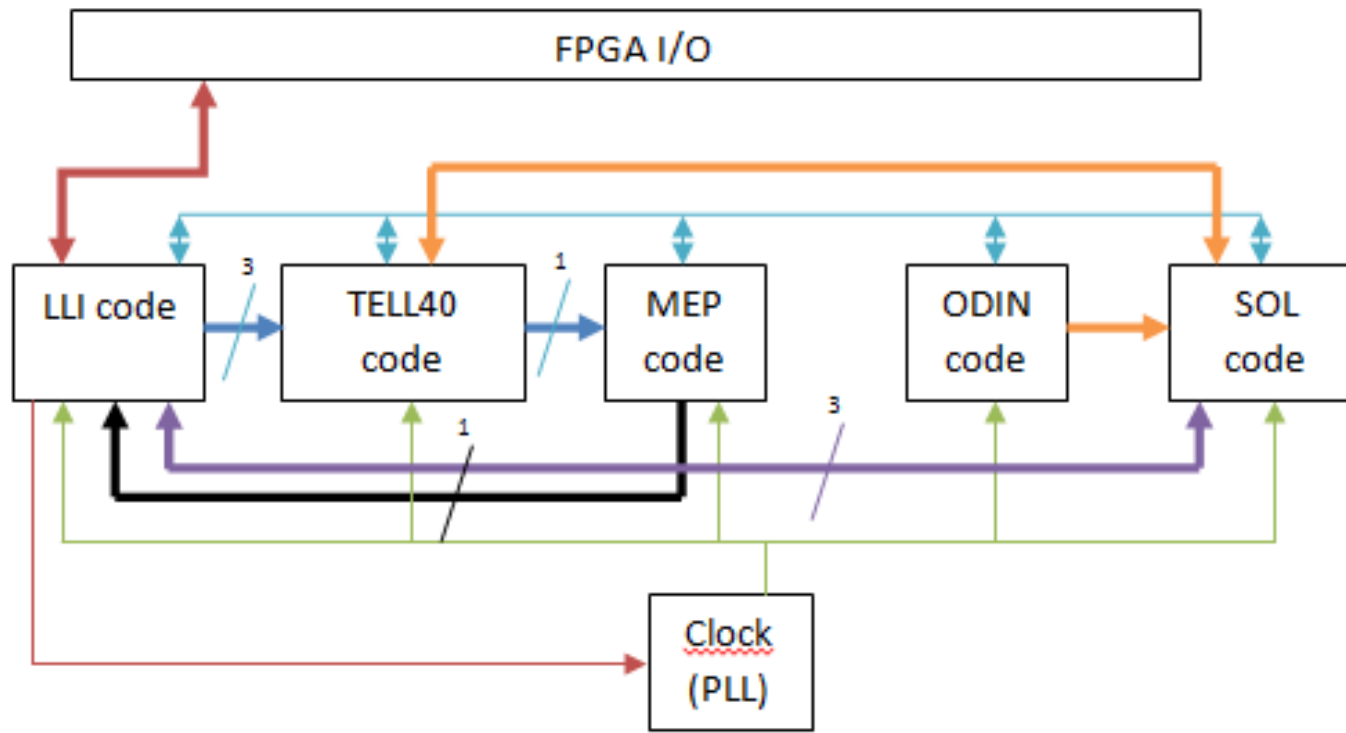 FPGA I/O
3
1
LLI code
TELL40
code
MEP
code
ODIN
code
SOL
code
1
3
Clock
(PLL)